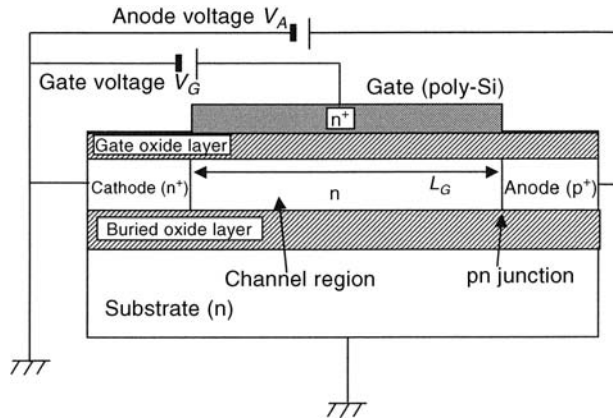 Anode voltage V_A
Gate voltage V_G
Gate (poly-Si)
n⁺
Gate oxide layer
Cathode (n⁺)
n
L_G
Anode (p⁺)
Buried oxide layer
Channel region
pn junction
Substrate (n)